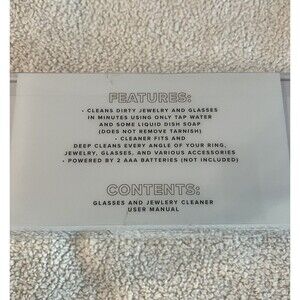 FEATURES:
• CLEANS DIRTY JEWELRY AND GLASSES
IN MINUTES USING ONLY TAP WATER
AND SOME LIQUID DISH SOAP
(DOES NOT REMOVE TARNISH)
• CLEANER FITS AND
DEEP CLEANS EVERY ANGLE OF YOUR RING,
JEWELRY, GLASSES, AND VARIOUS ACCESSORIES
• POWERED BY 2 AAA BATTERIES (NOT INCLUDED)
CONTENTS:
GLASSES AND JEWLERY CLEANER
USER MANUAL